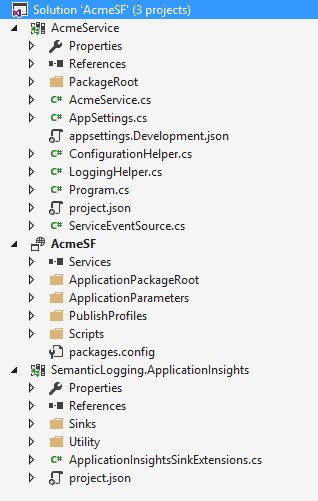 Solution 'AcmeSF' (3 projects)
AcmeService
Properties
References
PackageRoot
C# AcmeService.cs
C# AppSettings.cs
appsettings.Development.json
C# ConfigurationHelper.cs
C# LoggingHelper.cs
C# Program.cs
project.json
C# ServiceEventSource.cs
AcmeSF
Services
ApplicationPackageRoot
ApplicationParameters
PublishProfiles
Scripts
packages.config
SemanticLogging.ApplicationInsights
Properties
References
Sinks
Utility
C# ApplicationInsightsSinkExtensions.cs
project.json